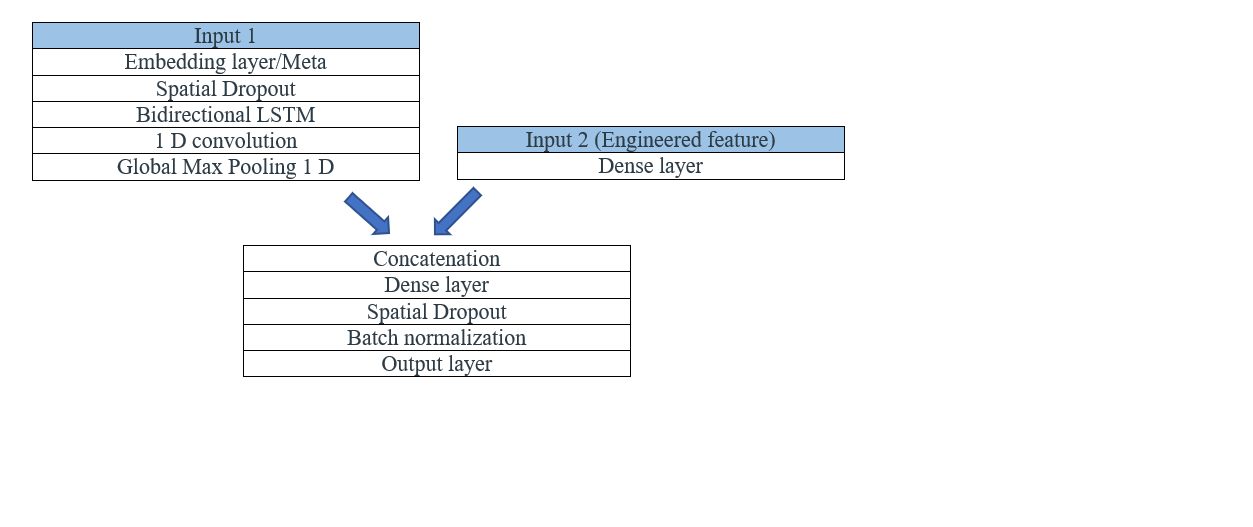 Input 1
Embedding layer/Meta
Spatial Dropout
Bidirectional LSTM
1 D convolution
Global Max Pooling 1 D
Input 2 (Engineered feature)
Dense layer
Concatenation
Dense layer
Spatial Dropout
Batch normalization
Output layer